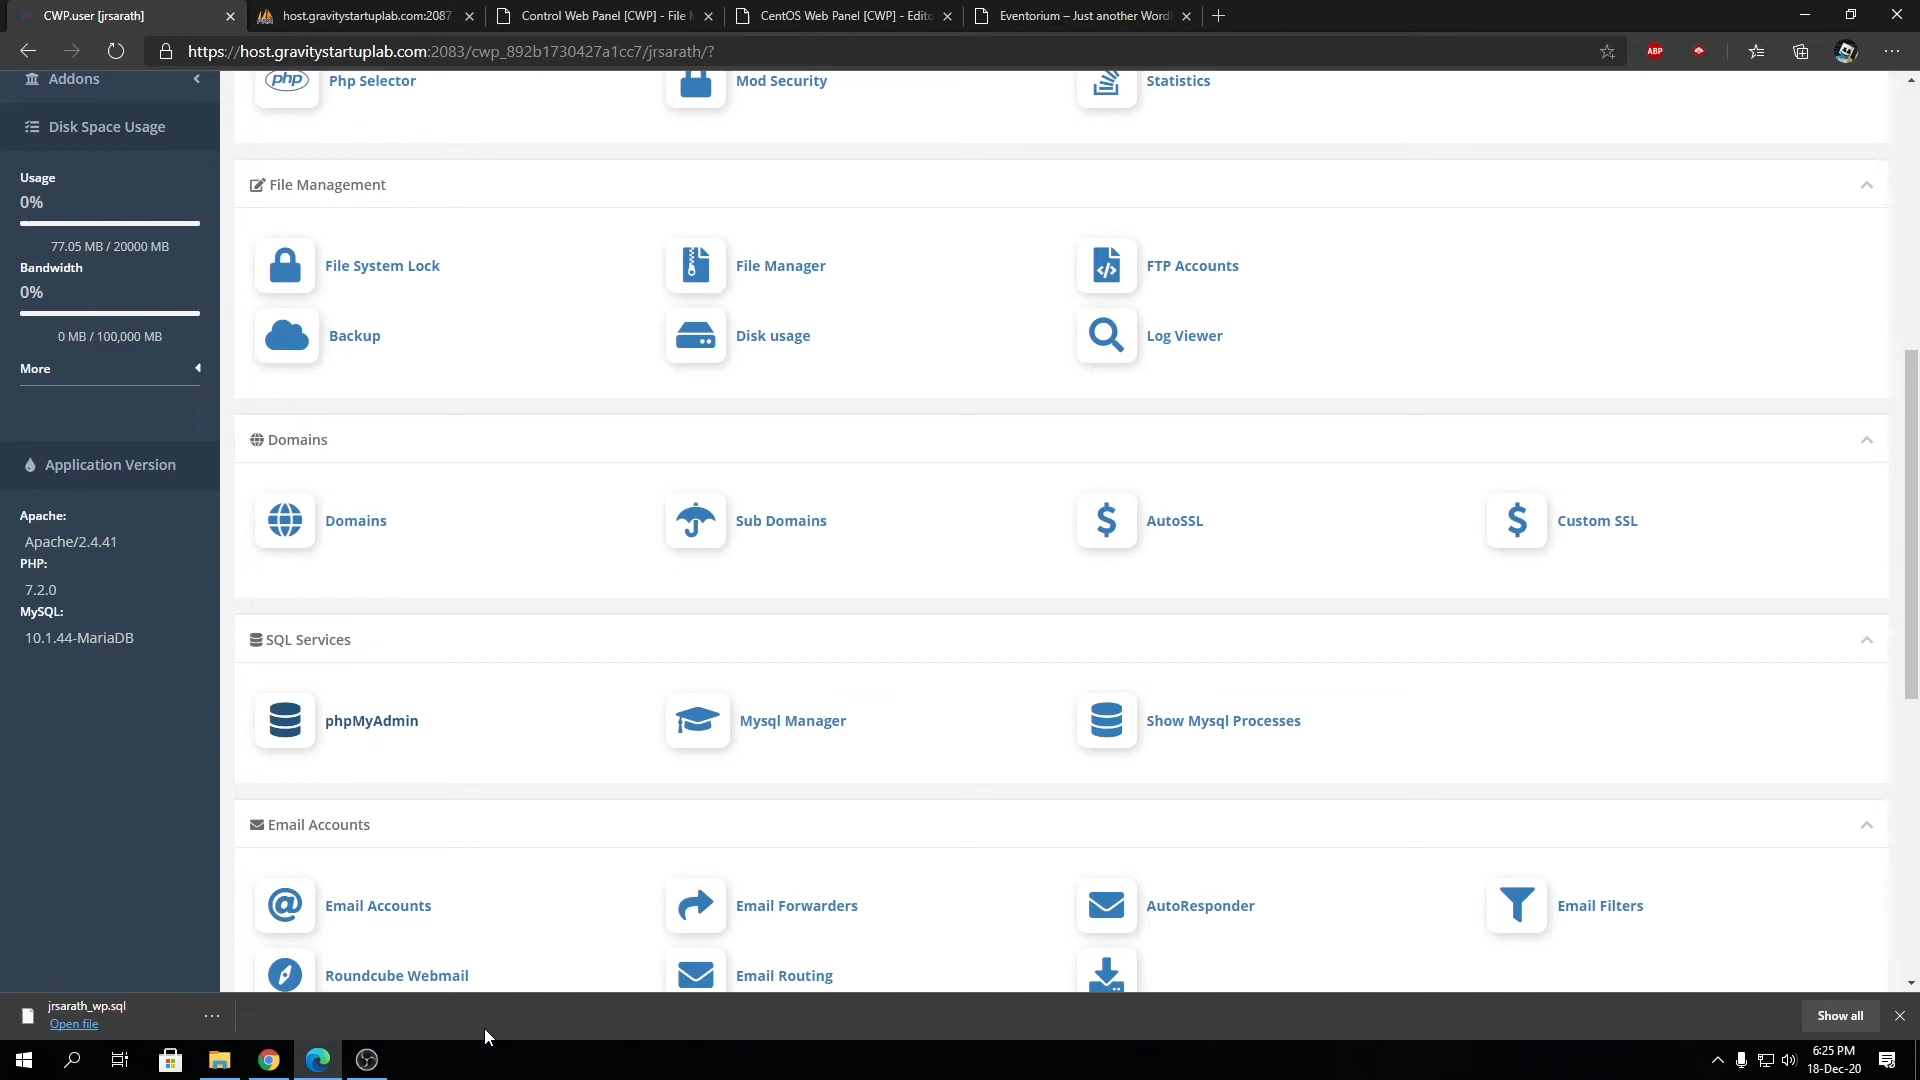 CWP.user [jrsarath]
host.gravitystartuplab.com:2087
Control Web Panel [CWP] - File M
CentOS Web Panel [CWP] - Edito
Eventorium – Just another Word
https://host.gravitystartuplab.com:2083/cwp_892b1730427a1cc7/jrsarath/?
ABP
Addons
Disk Space Usage
Usage
0%
77.05 MB / 20000 MB
Bandwidth
0%
0 MB / 100,000 MB
More
Application Version
Apache:
Apache/2.4.41
PHP:
7.2.0
MySQL:
10.1.44-MariaDB
php
Php Selector
Mod Security
Statistics
File Management
File System Lock
File Manager
FTP Accounts
Backup
Disk usage
Log Viewer
Domains
Domains
Sub Domains
AutoSSL
Custom SSL
SQL Services
phpMyAdmin
Mysql Manager
Show Mysql Processes
Email Accounts
Email Accounts
Email Forwarders
AutoResponder
Email Filters
Roundcube Webmail
Email Routing
jrsarath_wp.sql
Open file
Show all
6:25 PM
18-Dec-20